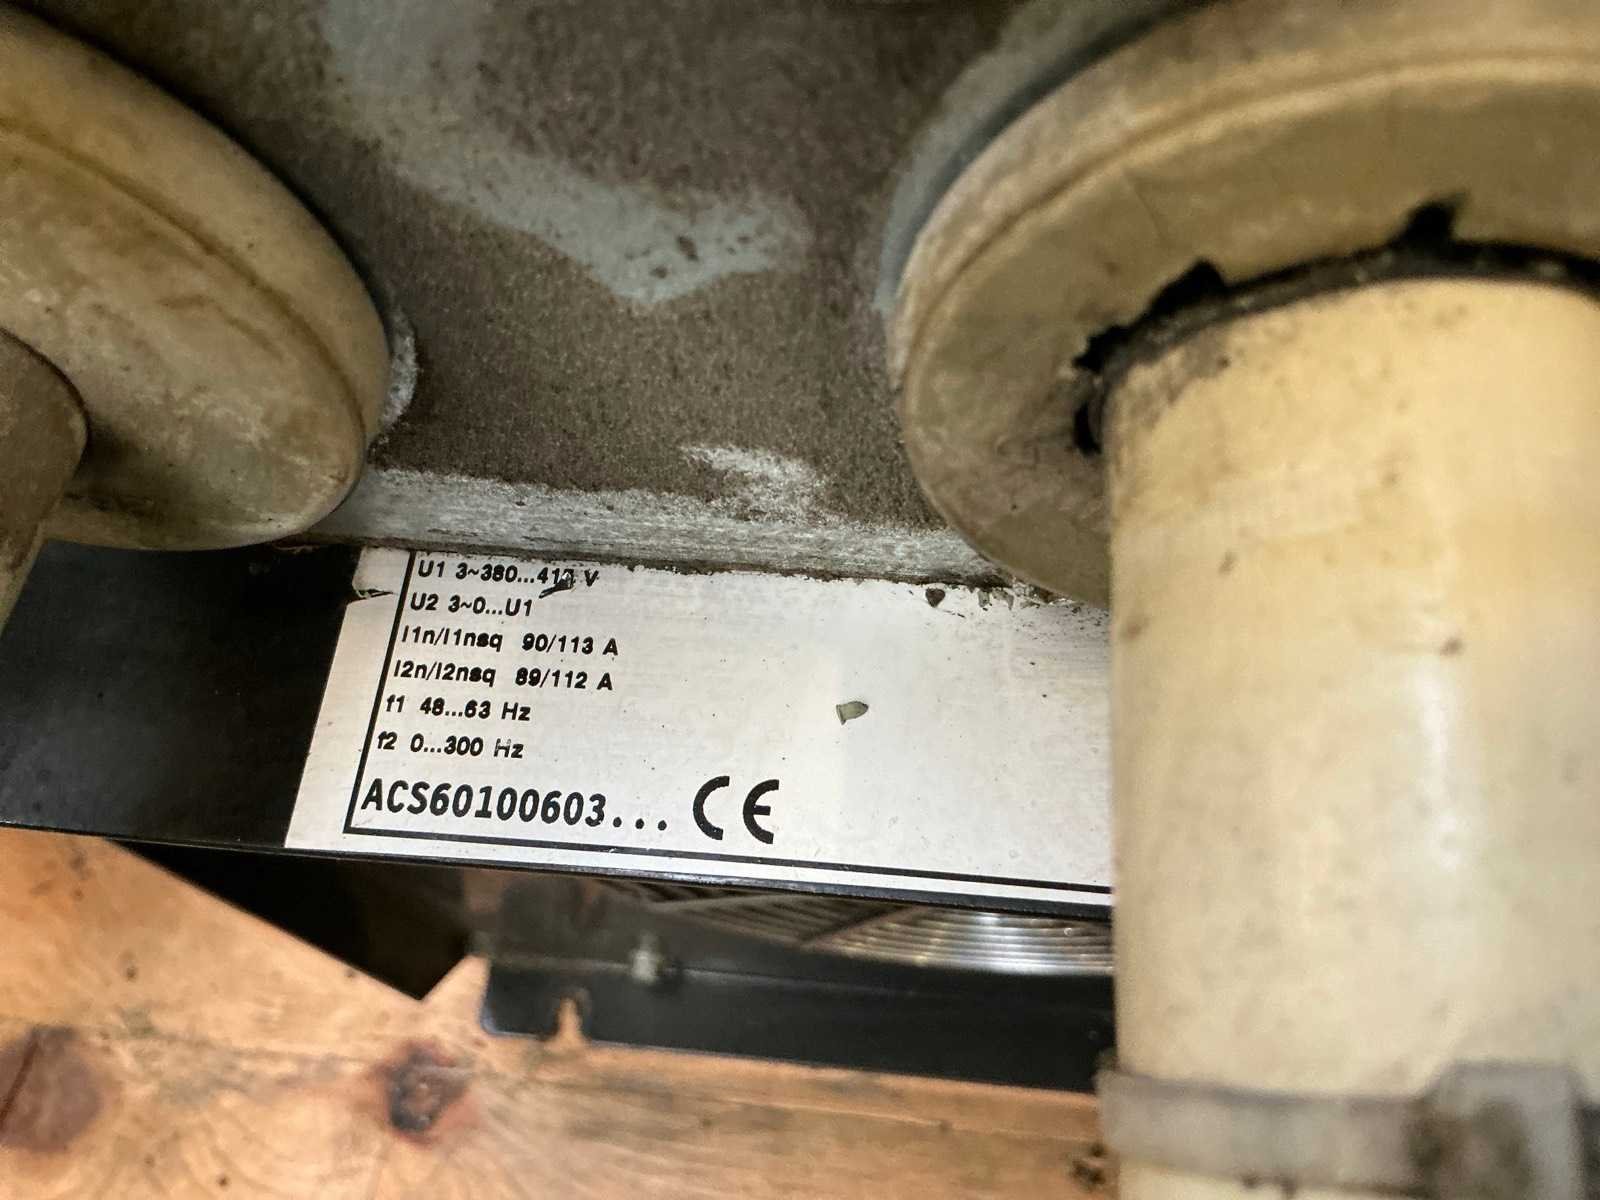 U1 3~380...415 V
U2 3~0...U1
I1n/I1nsq 90/113 A
I2n/I2nsq 89/112 A
f1 48...63 Hz
f2 0...300 Hz
ACS60100603... CE